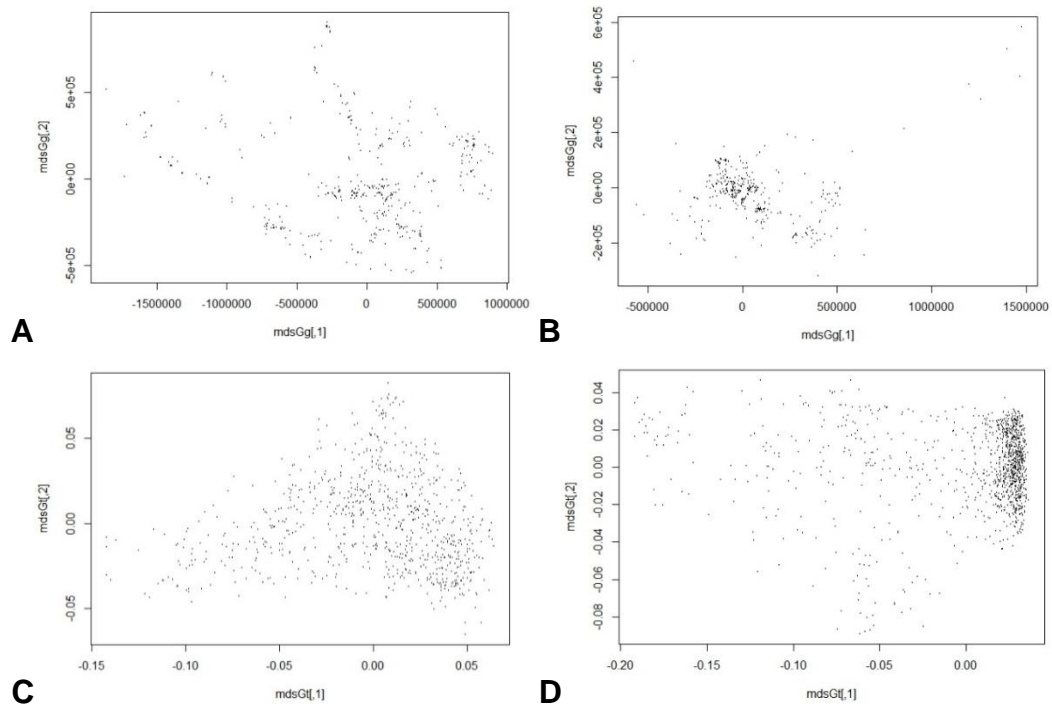 5e+05
0e+00
-5e+05
mdsGg[,2]
-1500000 -1000000 -500000 0 500000 1000000
mdsGg[,1]
A
6e+05
4e+05
2e+05
0e+00
-2e+05
mdsGg[,2]
-500000 0 500000 1000000 1500000
mdsGg[,1]
B
0.05
0.00
-0.05
mdsGt[,2]
-0.15 -0.10 -0.05 0.00 0.05
mdsGt[,1]
C
0.04
0.02
0.00
-0.02
-0.04
-0.06
-0.08
mdsGt[,2]
-0.20 -0.15 -0.10 -0.05 0.00
mdsGt[,1]
D